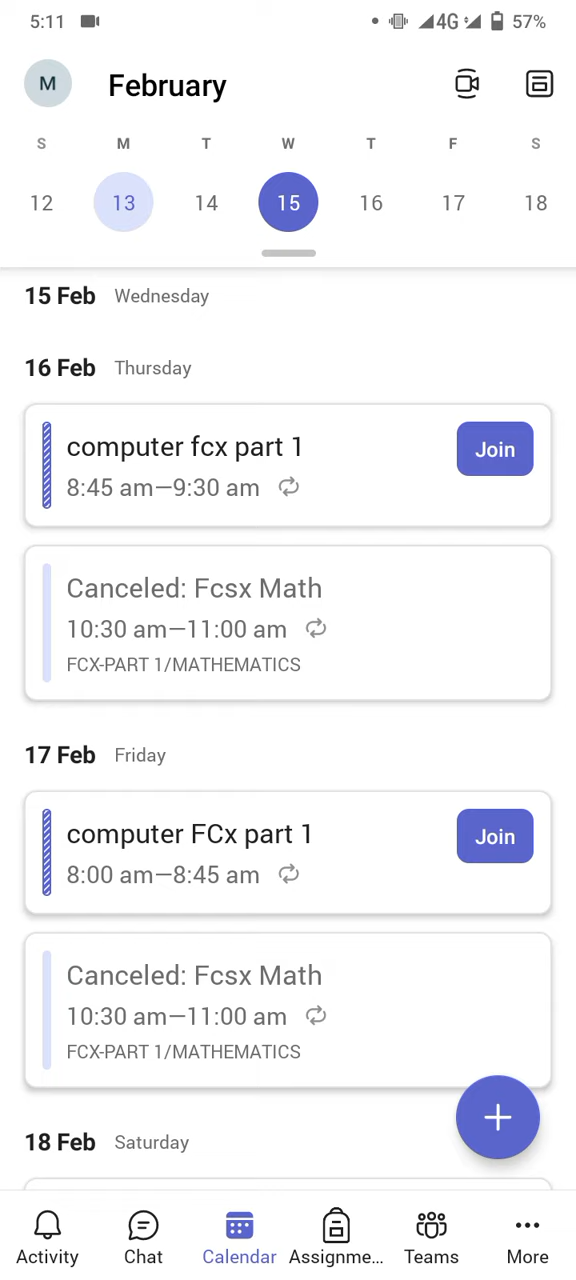 5:11 4G 57%
M February
S M T W T F S
12 13 14 15 16 17 18
15 Feb Wednesday
16 Feb Thursday
computer fcx part 1
Join
8:45 am—9:30 am
Canceled: Fcsx Math
10:30 am—11:00 am
FCX-PART 1/MATHEMATICS
17 Feb Friday
computer FCx part 1
Join
8:00 am—8:45 am
Canceled: Fcsx Math
10:30 am—11:00 am
FCX-PART 1/MATHEMATICS
18 Feb Saturday
Activity Chat Calendar Assignme... Teams More